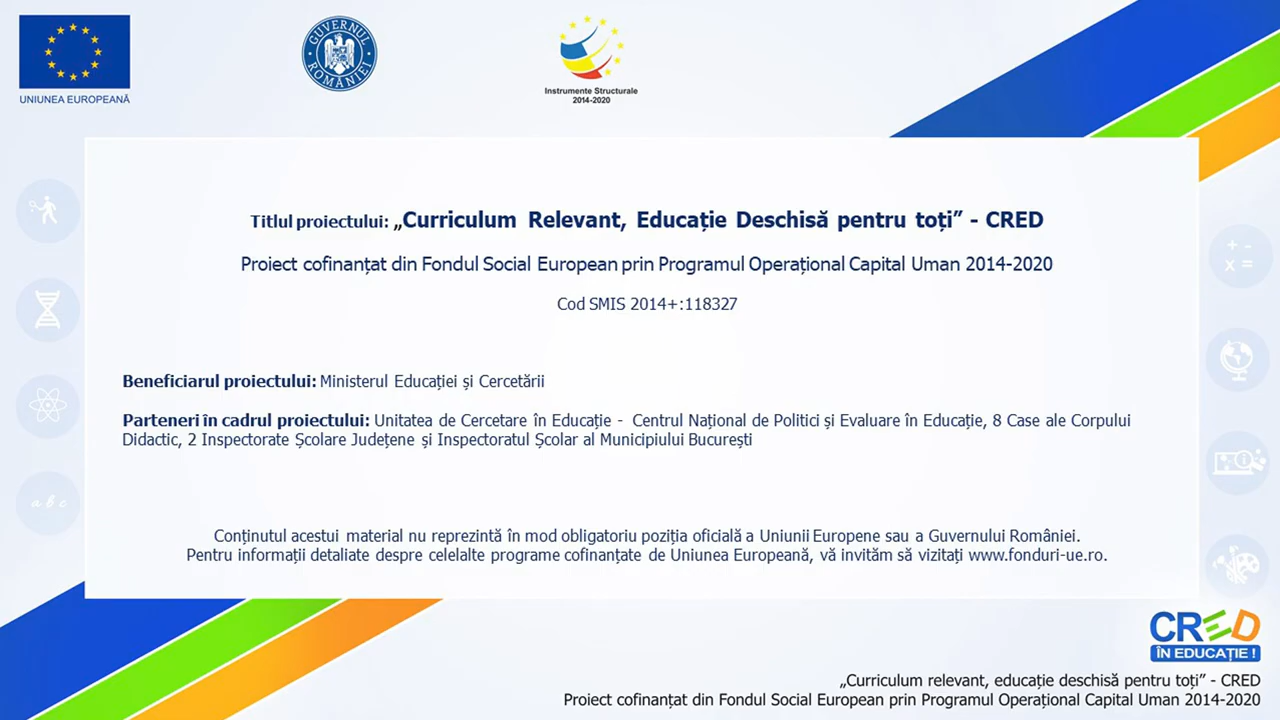 UNIUNEA EUROPEANĂ
GUVERNUL ROMÂNIEI
Instrumente Structurale
2014-2020
Titlul proiectului: „Curriculum Relevant, Educație Deschisă pentru toți” - CRED
Proiect cofinanțat din Fondul Social European prin Programul Operațional Capital Uman 2014-2020
Cod SMIS 2014+:118327
Beneficiarul proiectului: Ministerul Educației și Cercetării
Parteneri în cadrul proiectului: Unitatea de Cercetare în Educație - Centrul Național de Politici și Evaluare în Educație, 8 Case ale Corpului
Didactic, 2 Inspectorate Școlare Județene și Inspectoratul Școlar al Municipiului București
a b c
Conținutul acestui material nu reprezintă în mod obligatoriu poziția oficială a Uniunii Europene sau a Guvernului României.
Pentru informații detaliate despre celelalte programe cofinanțate de Uniunea Europeană, vă invităm să vizitați www.fonduri-ue.ro.
CRED
ÎN EDUCAȚIE !
„Curriculum relevant, educație deschisă pentru toți” - CRED
Proiect cofinanțat din Fondul Social European prin Programul Operațional Capital Uman 2014-2020